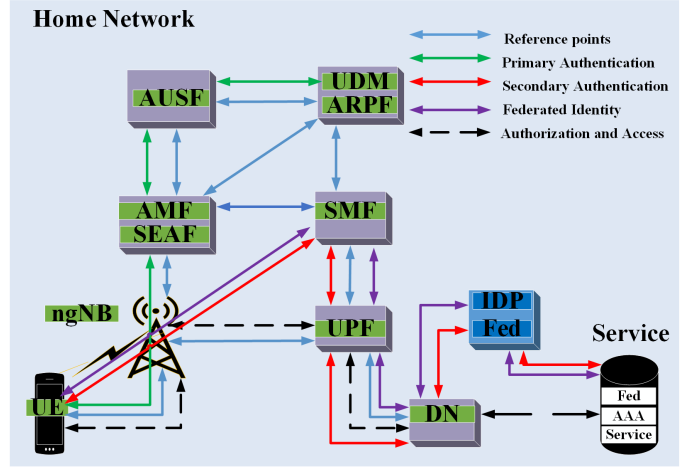 Home Network
Reference points
Primary Authentication
Secondary Authentication
Federated Identity
Authorization and Access
AUSF
UDM
ARPF
AMF
SEAF
SMF
ngNB
UPF
IDP
Fed
Service
UE
DN
Fed
AAA
Service